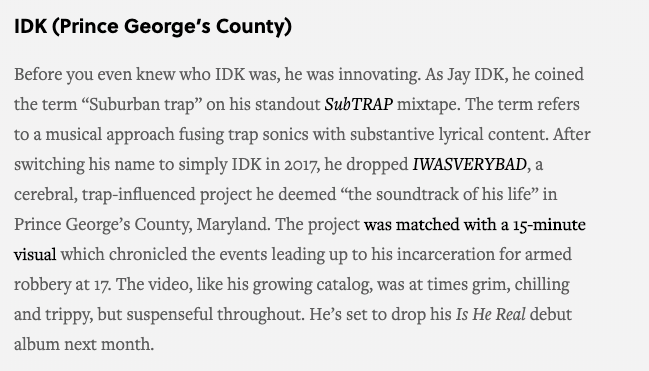 IDK (Prince George’s County)
Before you even knew who IDK was, he was innovating. As Jay IDK, he coined
the term “Suburban trap” on his standout SubTRAP mixtape. The term refers
to a musical approach fusing trap sonics with substantive lyrical content. After
switching his name to simply IDK in 2017, he dropped IWASVERYBAD, a
cerebral, trap-influenced project he deemed “the soundtrack of his life” in
Prince George’s County, Maryland. The project was matched with a 15-minute
visual which chronicled the events leading up to his incarceration for armed
robbery at 17. The video, like his growing catalog, was at times grim, chilling
and trippy, but suspenseful throughout. He’s set to drop his Is He Real debut
album next month.